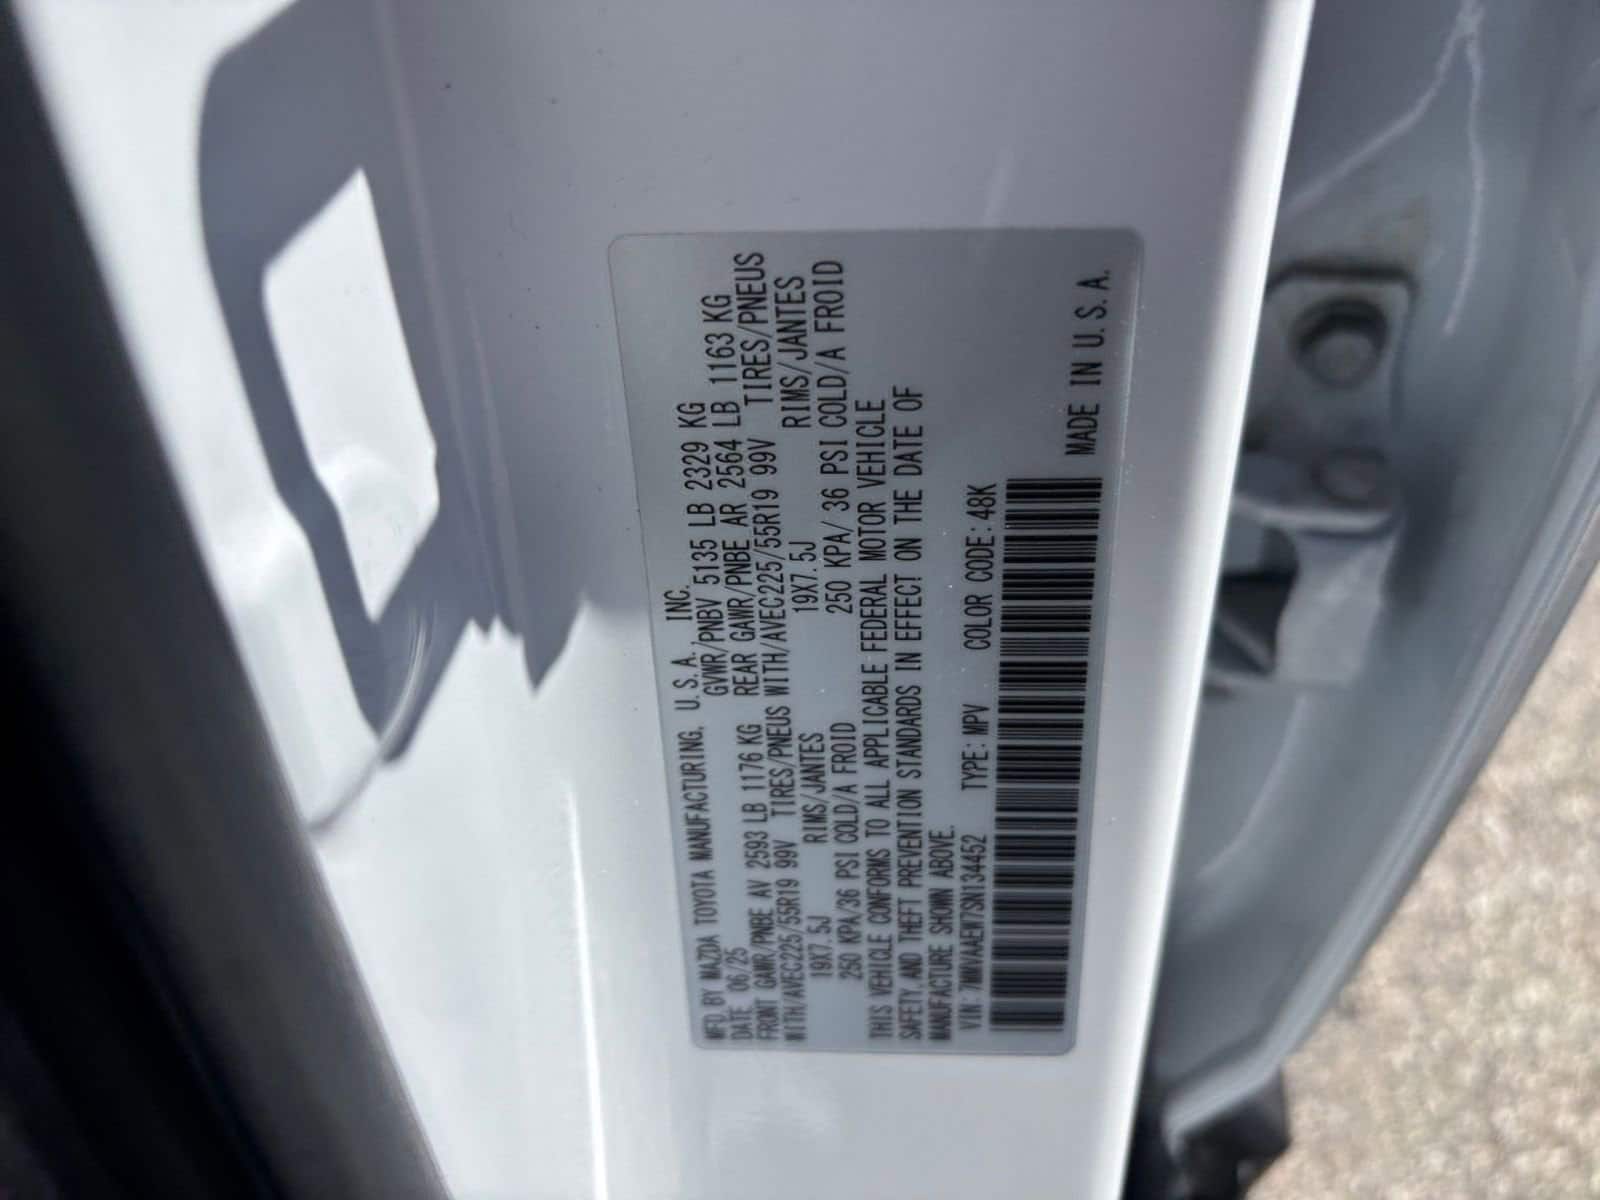 MFD BY MAZDA TOYOTA MANUFACTURING, U.S.A. INC.
DATE 06/25 GVWR/PNBV 5135 LB 2329 KG
FRONT GAWR/PNBE AV 2593 LB 1176 KG REAR GAWR/PNBE AR 2564 LB 1163 KG
WITH/AVEC225/55R19 99V TIRES/PNEUS WITH/AVEC225/55R19 99V TIRES/PNEUS
19X7.5J RIMS/JANTES 19X7.5J RIMS/JANTES
250 KPA/36 PSI COLD/A FROID 250 KPA/ 36 PSI COLD/A FROID
THIS VEHICLE CONFORMS TO ALL APPLICABLE FEDERAL MOTOR VEHICLE
SAFETY,AND THEFT PREVENTION STANDARDS IN EFFECT ON THE DATE OF
MANUFACTURE SHOWN ABOVE.
VIN: 7MMVAAEW7SN134452 TYPE: MPV COLOR CODE: 48K
MADE IN U.S.A.